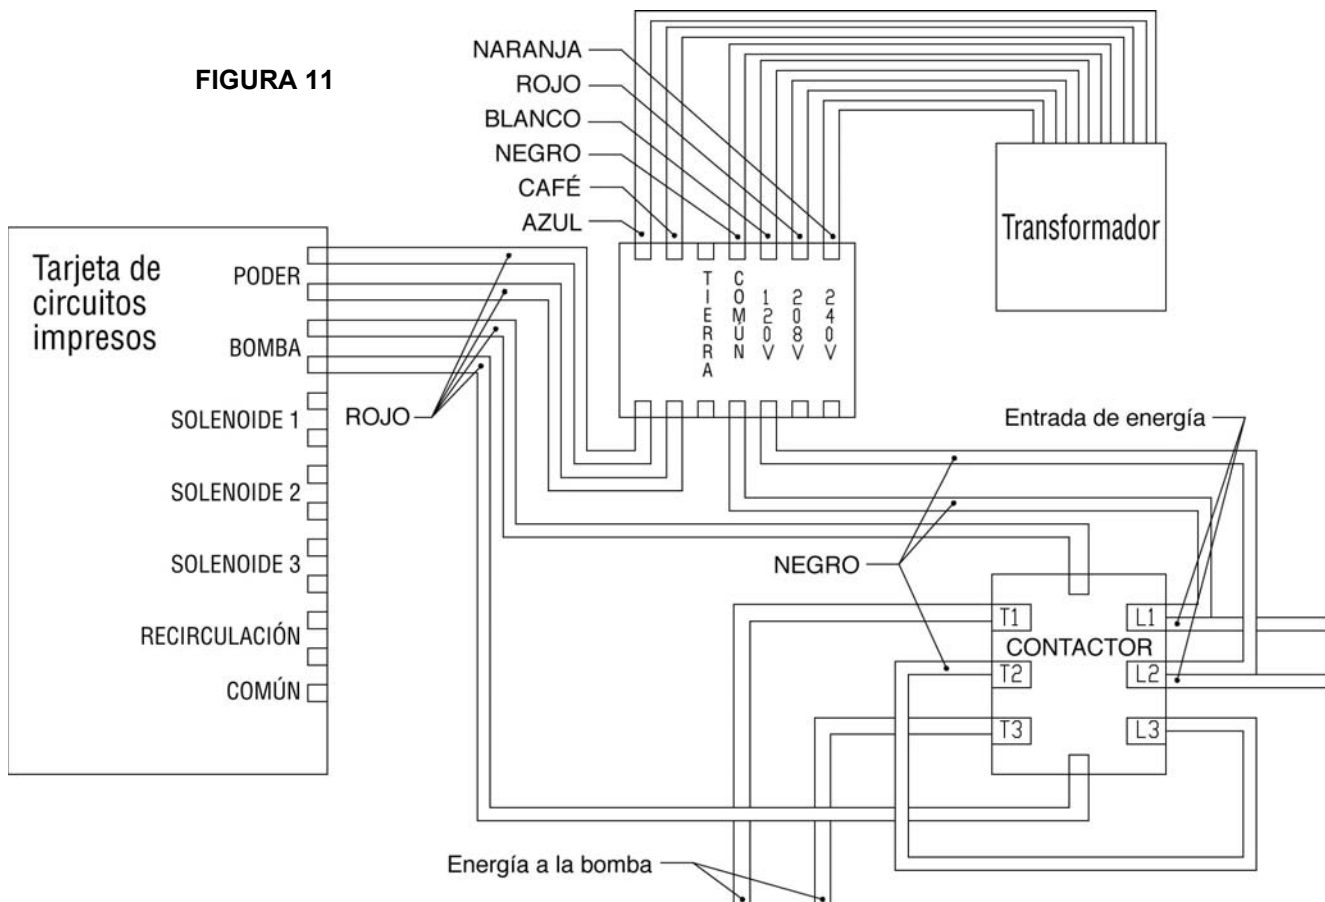 FIGURA 11
NARANJA
ROJO
BLANCO
NEGRO
CAFÉ
AZUL
Transformador
Tarjeta de
circuitos
impresos
PODER
BOMBA
SOLENOIDE 1
SOLENOIDE 2
SOLENOIDE 3
RECIRCULACIÓN
COMÚN
ROJO
TIERRA
COMÚN
120V
208V
240V
Entrada de energía
NEGRO
T1
L1
CONTACTOR
T2
L2
T3
L3
Energía a la bomba